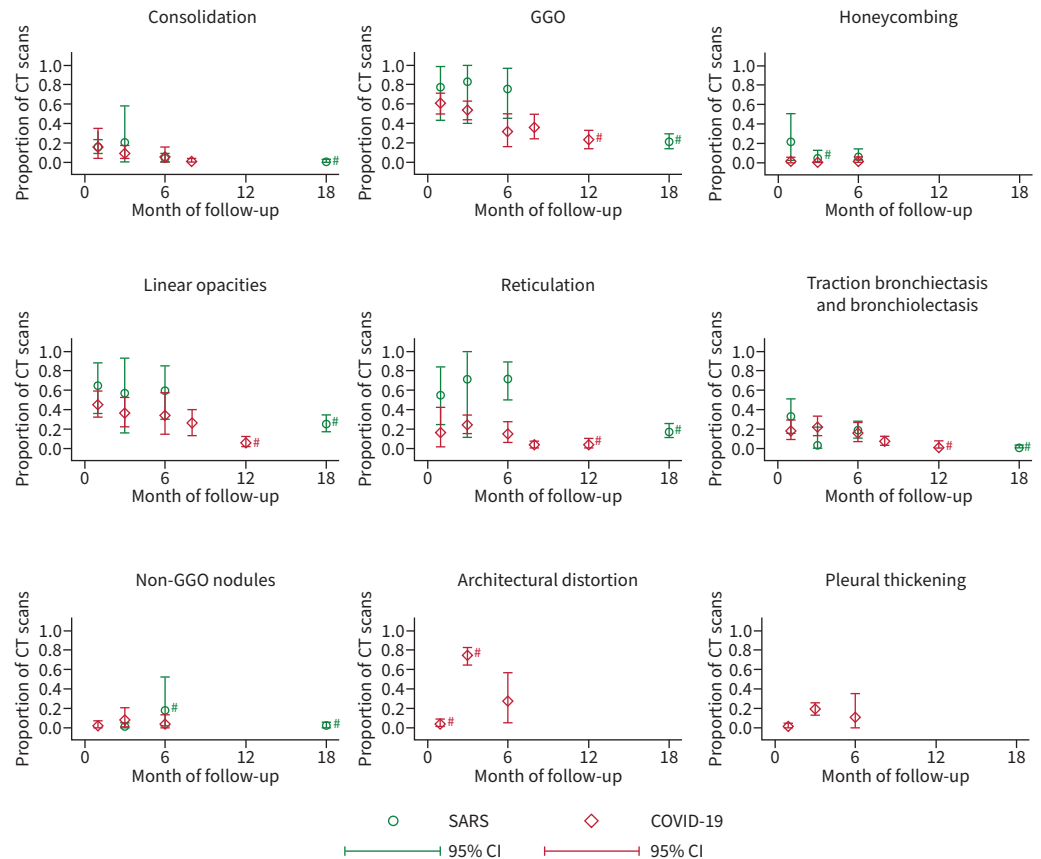 Consolidation
Proportion of CT scans
1.0
0.8
0.6
0.4
0.2
0.0
#
0 6 12 18
Month of follow-up
GGO
Proportion of CT scans
1.0
0.8
0.6
0.4
0.2
0.0
# #
0 6 12 18
Month of follow-up
Honeycombing
Proportion of CT scans
1.0
0.8
0.6
0.4
0.2
0.0
#
0 6 12 18
Month of follow-up
Linear opacities
Proportion of CT scans
1.0
0.8
0.6
0.4
0.2
0.0
# #
0 6 12 18
Month of follow-up
Reticulation
Proportion of CT scans
1.0
0.8
0.6
0.4
0.2
0.0
# #
0 6 12 18
Month of follow-up
Traction bronchiectasis
and bronchiolectasis
Proportion of CT scans
1.0
0.8
0.6
0.4
0.2
0.0
# #
0 6 12 18
Month of follow-up
Non-GGO nodules
Proportion of CT scans
1.0
0.8
0.6
0.4
0.2
0.0
# #
0 6 12 18
Month of follow-up
Architectural distortion
Proportion of CT scans
1.0
0.8
0.6
0.4
0.2
0.0
# #
0 6 12 18
Month of follow-up
Pleural thickening
Proportion of CT scans
1.0
0.8
0.6
0.4
0.2
0.0
0 6 12 18
Month of follow-up
SARS COVID-19
95% CI 95% CI